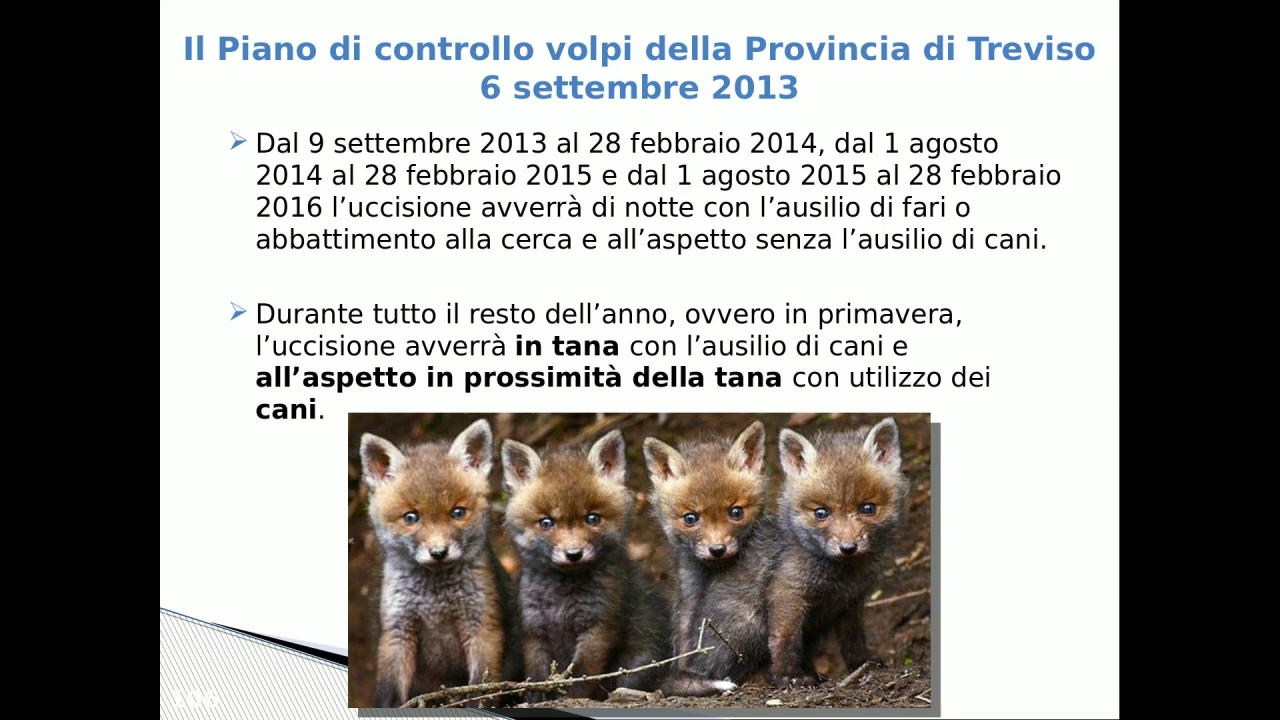 Il Piano di controllo volpi della Provincia di Treviso
6 settembre 2013
Dal 9 settembre 2013 al 28 febbraio 2014, dal 1 agosto
2014 al 28 febbraio 2015 e dal 1 agosto 2015 al 28 febbraio
2016 l’uccisione avverrà di notte con l’ausilio di fari o
abbattimento alla cerca e all’aspetto senza l’ausilio di cani.
Durante tutto il resto dell’anno, ovvero in primavera,
l’uccisione avverrà in tana con l’ausilio di cani e
all’aspetto in prossimità della tana con utilizzo dei
cani.